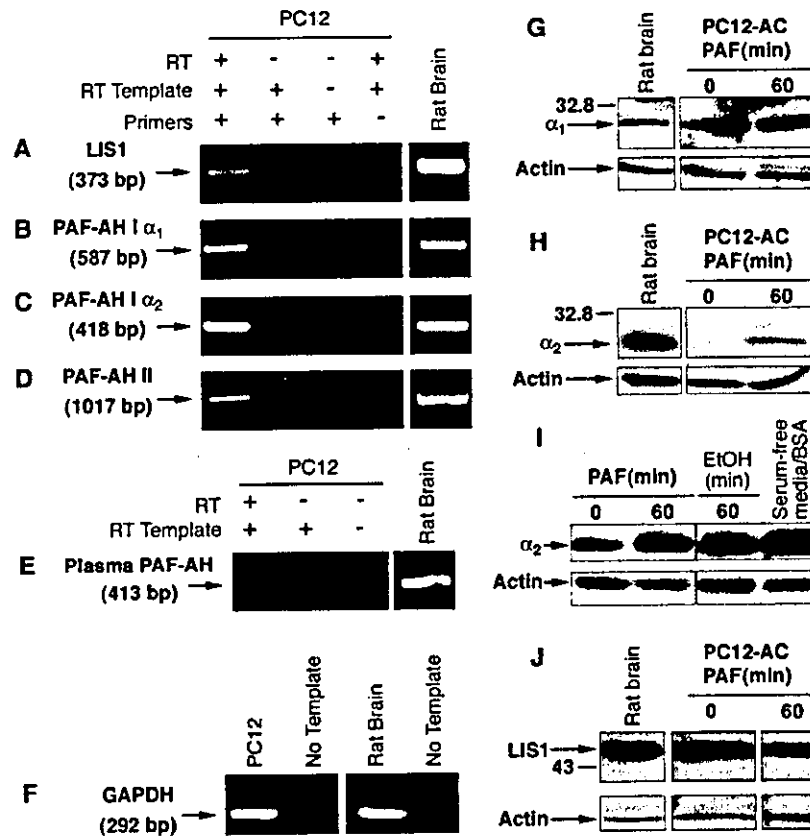 PC12
RT + - - +
RT Template + + - +
Primers + + + -
Rat Brain
A LIS1
(373 bp)
B PAF-AH I α1
(587 bp)
C PAF-AH I α2
(418 bp)
D PAF-AH II
(1017 bp)
PC12
RT + - -
RT Template + + -
Rat Brain
E Plasma PAF-AH
(413 bp)
PC12
No Template
Rat Brain
No Template
F GAPDH
(292 bp)
G
Rat brain
PC12-AC
PAF(min)
0 60
32.8
α1
Actin
H
Rat brain
PC12-AC
PAF(min)
0 60
32.8
α2
Actin
I
PAF(min)
0 60
EtOH
(min)
60
Serum-free
media/BSA
α2
Actin
J
Rat brain
PC12-AC
PAF(min)
0 60
LIS1
43
Actin